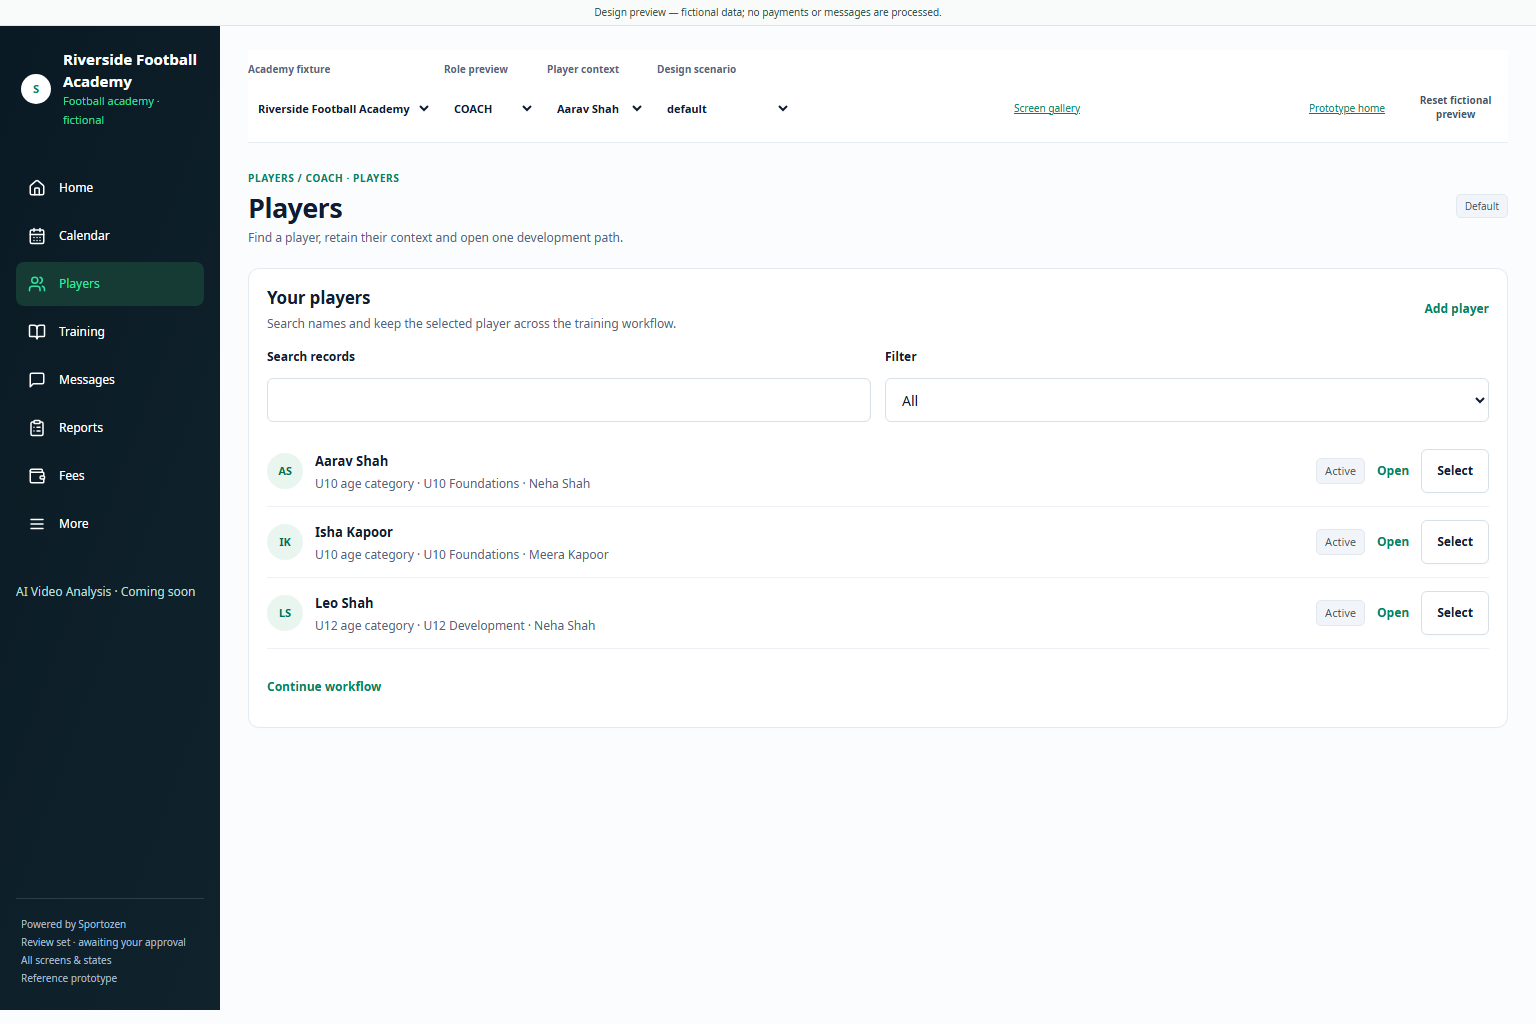 Design preview — fictional data; no payments or messages are processed.
S
Riverside Football
Academy
Football academy ·
fictional
Home
Calendar
Players
Training
Messages
Reports
Fees
More
AI Video Analysis · Coming soon
Powered by Sportozen
Review set · awaiting your approval
All screens & states
Reference prototype
Academy fixture
Riverside Football Academy
Role preview
COACH
Player context
Aarav Shah
Design scenario
default
Screen gallery
Prototype home
Reset fictional
preview
PLAYERS / COACH · PLAYERS
Players
Default
Find a player, retain their context and open one development path.
Your players
Search names and keep the selected player across the training workflow.
Add player
Search records
Filter
All
AS
Aarav Shah
U10 age category · U10 Foundations · Neha Shah
Active
Open
Select
IK
Isha Kapoor
U10 age category · U10 Foundations · Meera Kapoor
Active
Open
Select
LS
Leo Shah
U12 age category · U12 Development · Neha Shah
Active
Open
Select
Continue workflow